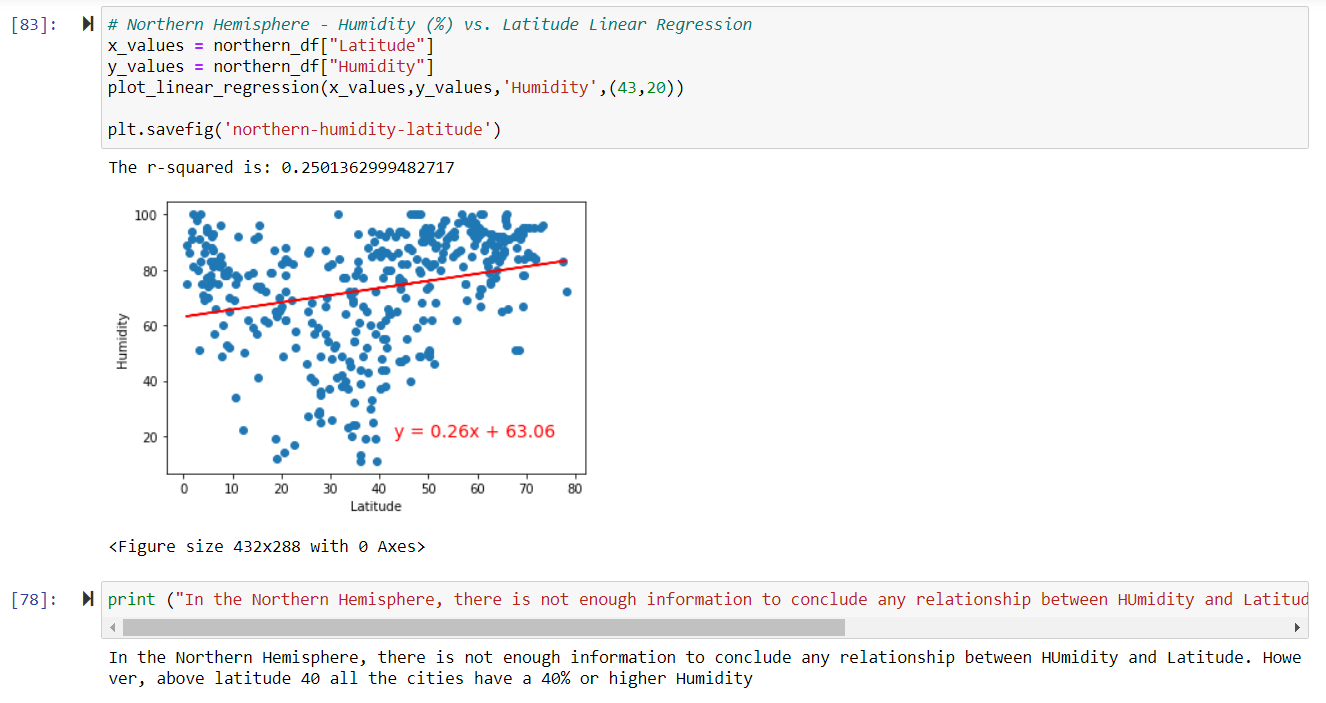 [83]:
# Northern Hemisphere - Humidity (%) vs. Latitude Linear Regression
x_values = northern_df["Latitude"]
y_values = northern_df["Humidity"]
plot_linear_regression(x_values,y_values,'Humidity',(43,20))
plt.savefig('northern-humidity-latitude')
The r-squared is: 0.2501362999482717
100
80
60
40
20
Humidity
y = 0.26x + 63.06
0 10 20 30 40 50 60 70 80
Latitude
<Figure size 432x288 with 0 Axes>
[78]:
print ("In the Northern Hemisphere, there is not enough information to conclude any relationship between HUmidity and Latitud
In the Northern Hemisphere, there is not enough information to conclude any relationship between HUmidity and Latitude. Howe
ver, above latitude 40 all the cities have a 40% or higher Humidity